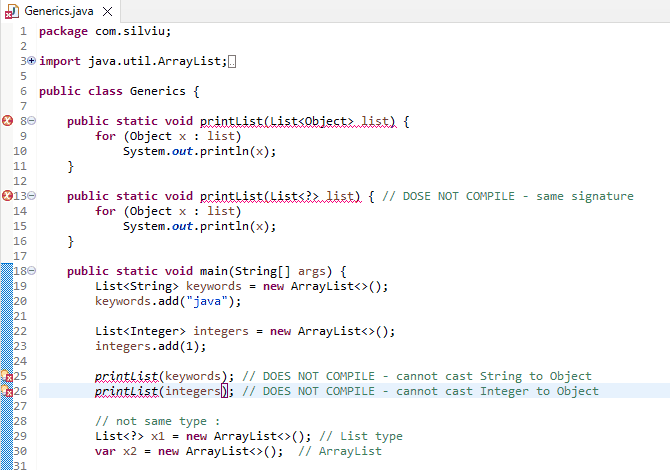 Generics.java
1 package com.silviu;
2
3 import java.util.ArrayList;
5
6 public class Generics {
7
8 public static void printList(List<Object> list) {
9 for (Object x : list)
10 System.out.println(x);
11 }
12
13 public static void printList(List<?> list) { // DOSE NOT COMPILE - same signature
14 for (Object x : list)
15 System.out.println(x);
16 }
17
18 public static void main(String[] args) {
19 List<String> keywords = new ArrayList<>();
20 keywords.add("java");
21
22 List<Integer> integers = new ArrayList<>();
23 integers.add(1);
24
25 printList(keywords); // DOES NOT COMPILE - cannot cast String to Object
26 printList(integers); // DOES NOT COMPILE - cannot cast Integer to Object
27
28 // not same type :
29 List<?> x1 = new ArrayList<>(); // List type
30 var x2 = new ArrayList<>(); // ArrayList
31